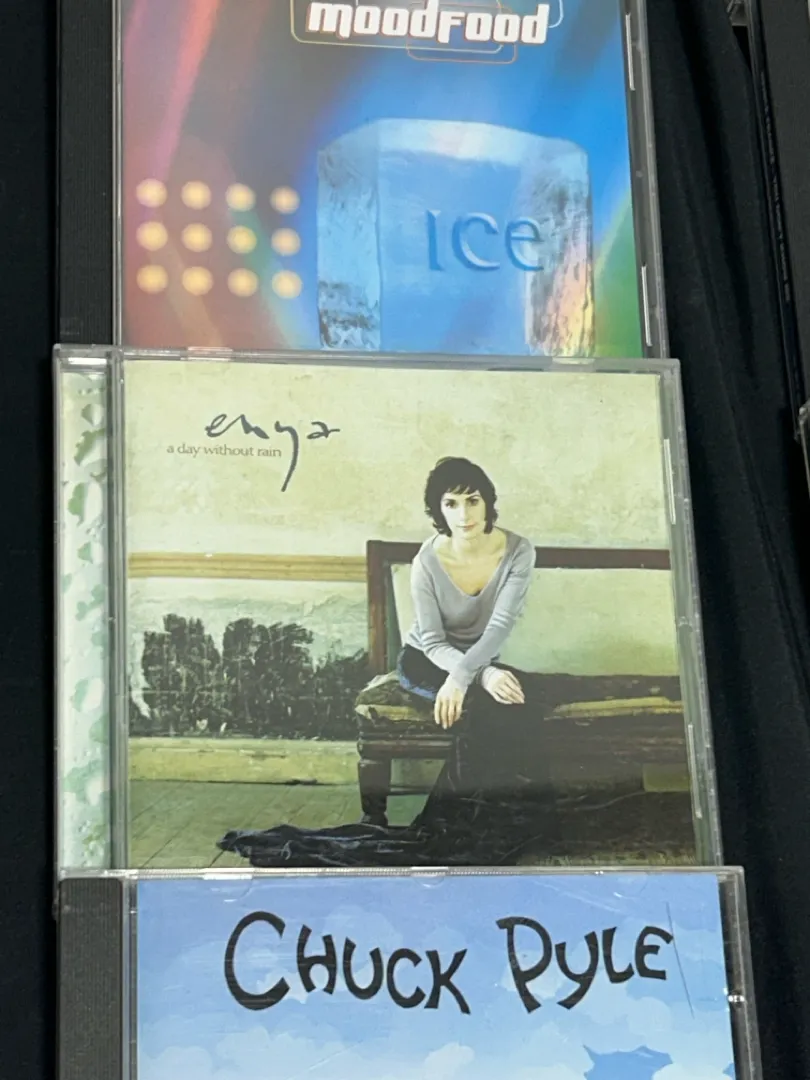 moodfood
ice
enya
a day without rain
CHUCK PYLE